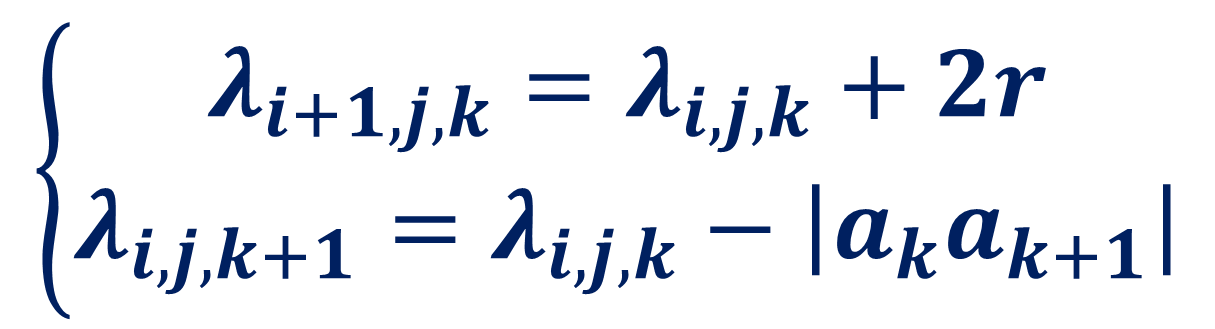 λ_{i+1,j,k} = λ_{i,j,k} + 2r
λ_{i,j,k+1} = λ_{i,j,k} − |a_k a_{k+1}|